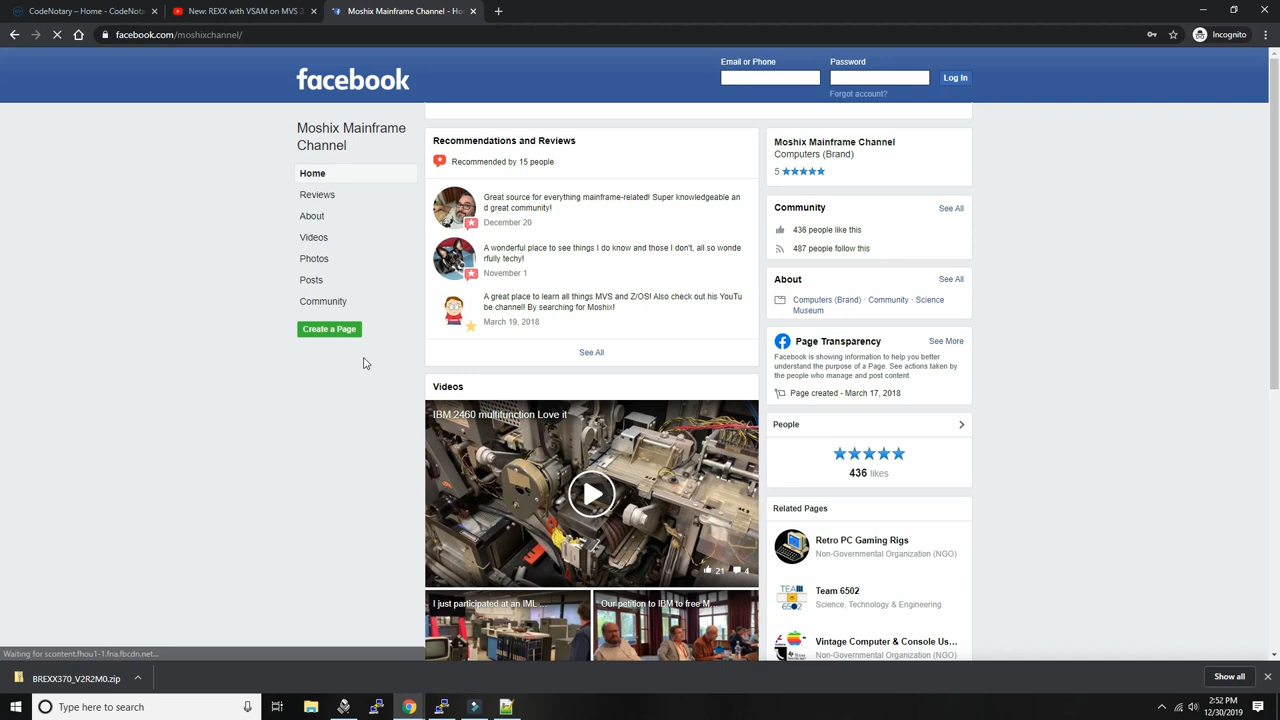 CodeNotary – Home - CodeNotary
New: REXX with VSAM on MVS 3
Moshix Mainframe Channel - Ho
facebook.com/moshixchannel/
Incognito
facebook
Email or Phone
Password
Log In
Forgot account?
Moshix Mainframe
Channel
Home
Reviews
About
Videos
Photos
Posts
Community
Create a Page
Recommendations and Reviews
Recommended by 15 people
Great source for everything mainframe-related! Super knowledgeable an
d great community!
December 20
A wonderful place to see things I do know and those I don't, all so wonde
rfully techy!
November 1
A great place to learn all things MVS and Z/OS! Also check out his YouTu
be channel! By searching for Moshix!
March 19, 2018
See All
Videos
IBM 2460 multifunction Love it
21
4
I just participated at an IML ...
Our petition to IBM to free M...
Moshix Mainframe Channel
Computers (Brand)
5
Community
See All
436 people like this
487 people follow this
About
See All
Computers (Brand) · Community · Science
Museum
Page Transparency
See More
Facebook is showing information to help you better
understand the purpose of a Page. See actions taken by
the people who manage and post content.
Page created - March 17, 2018
People
436 likes
Related Pages
Retro PC Gaming Rigs
Non-Governmental Organization (NGO)
TEAM
6502
Team 6502
Science, Technology & Engineering
Vintage Computer & Console Us...
Non-Governmental Organization (NGO)
Waiting for scontent.fhou1-1.fna.fbcdn.net...
BREXX370_V2R2M0.zip
Show all
Type here to search
2:52 PM
12/30/2019